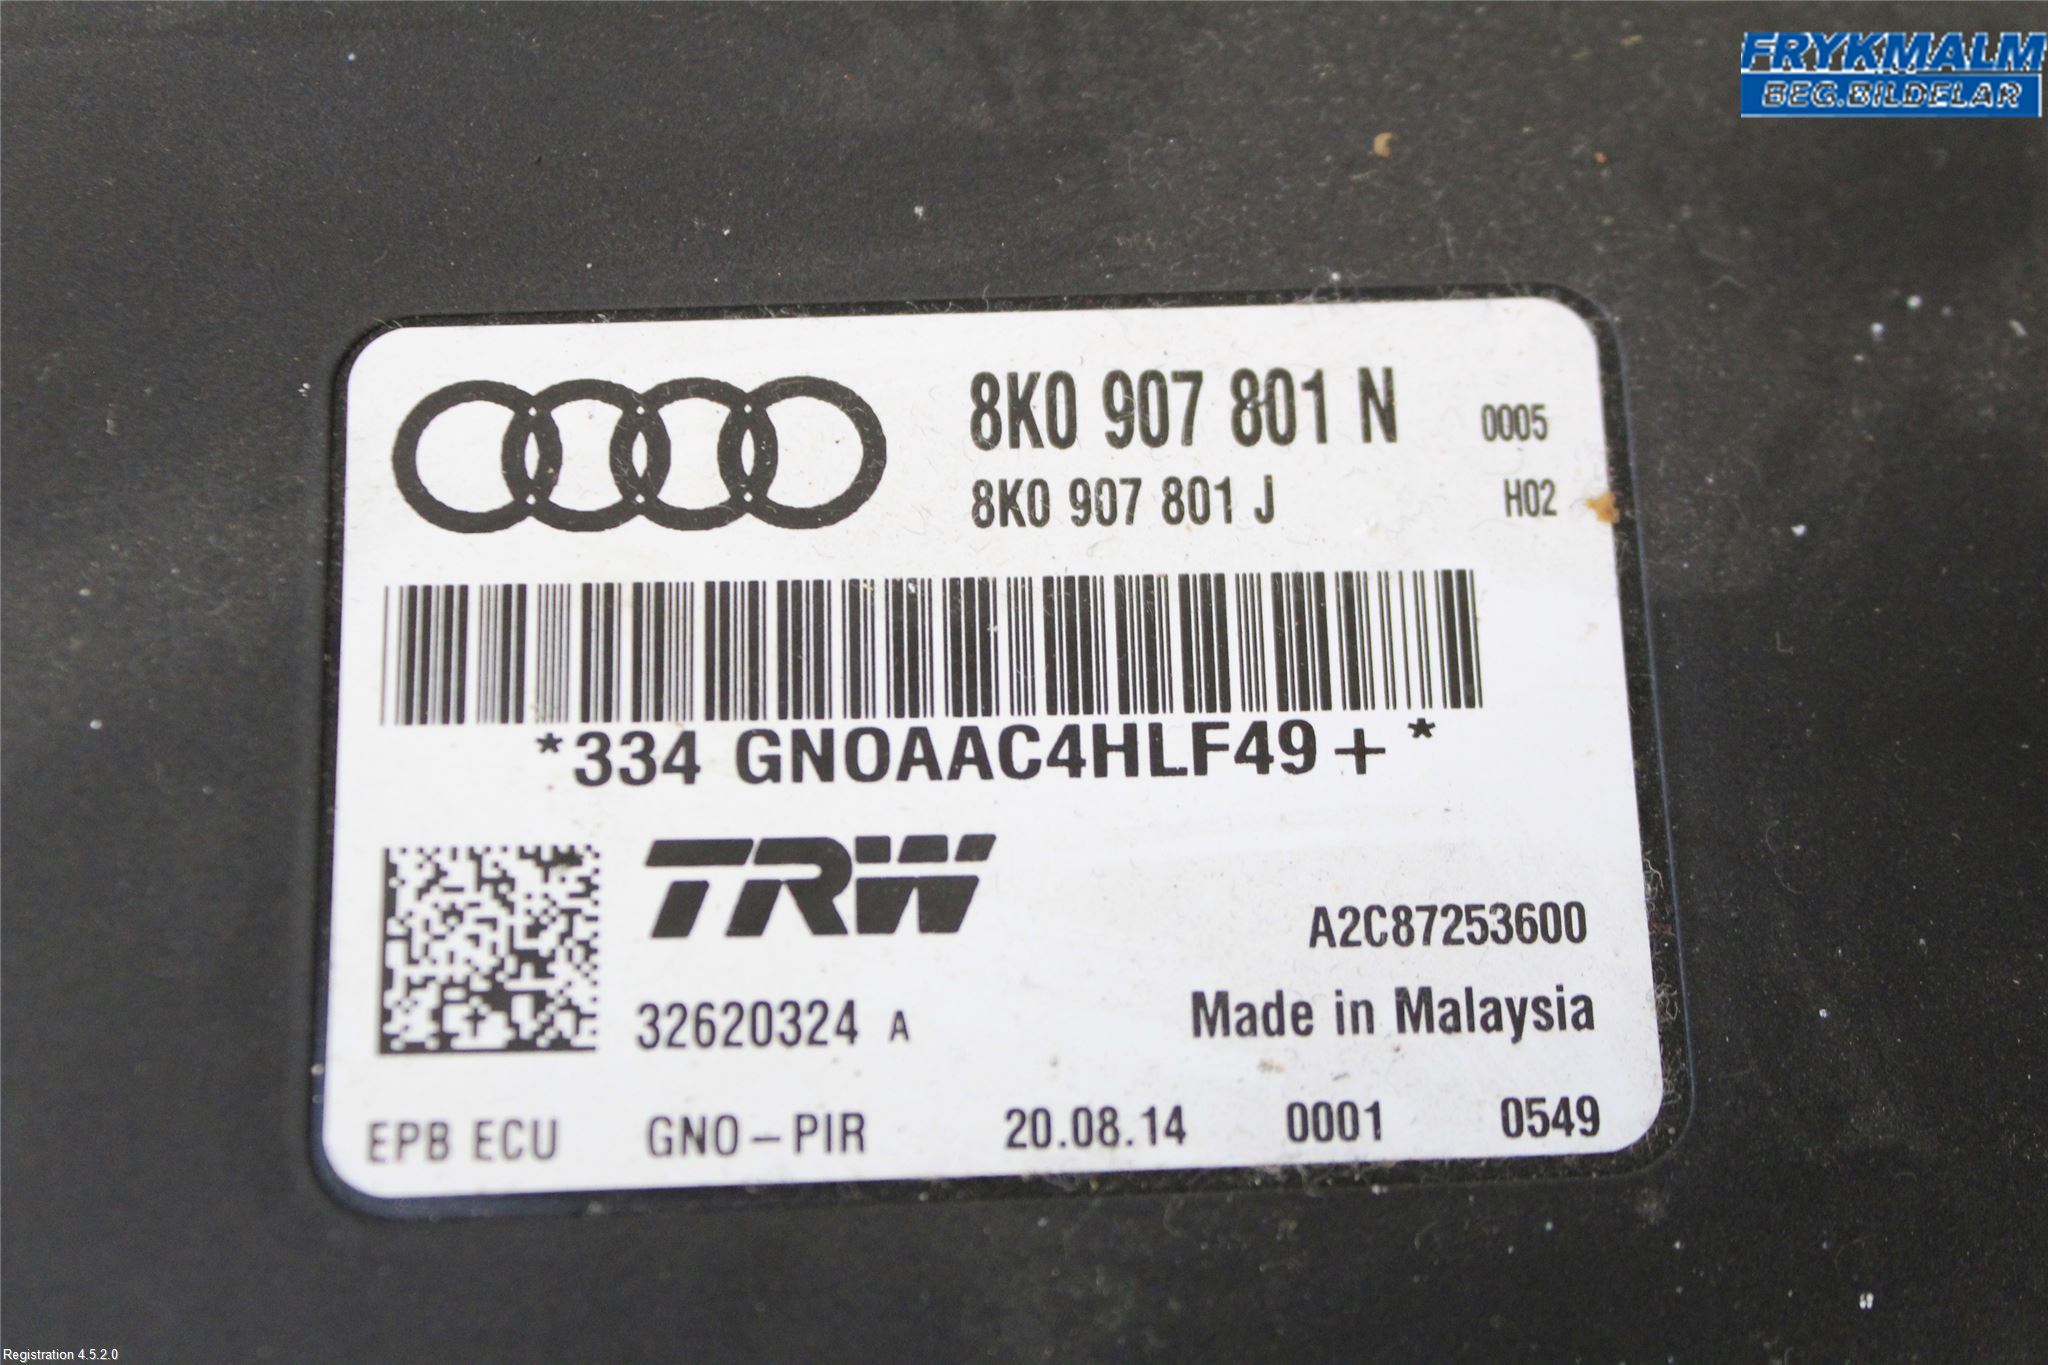 FRYKMALM
BEG.BILDELAR
8K0 907 801 N 0005
8K0 907 801 J H02
*334 GNOAAC4HLF49+*
TRW
A2C87253600
32620324 A
Made in Malaysia
EPB ECU GNO-PIR 20.08.14 0001 0549
Registration 4.5.2.0